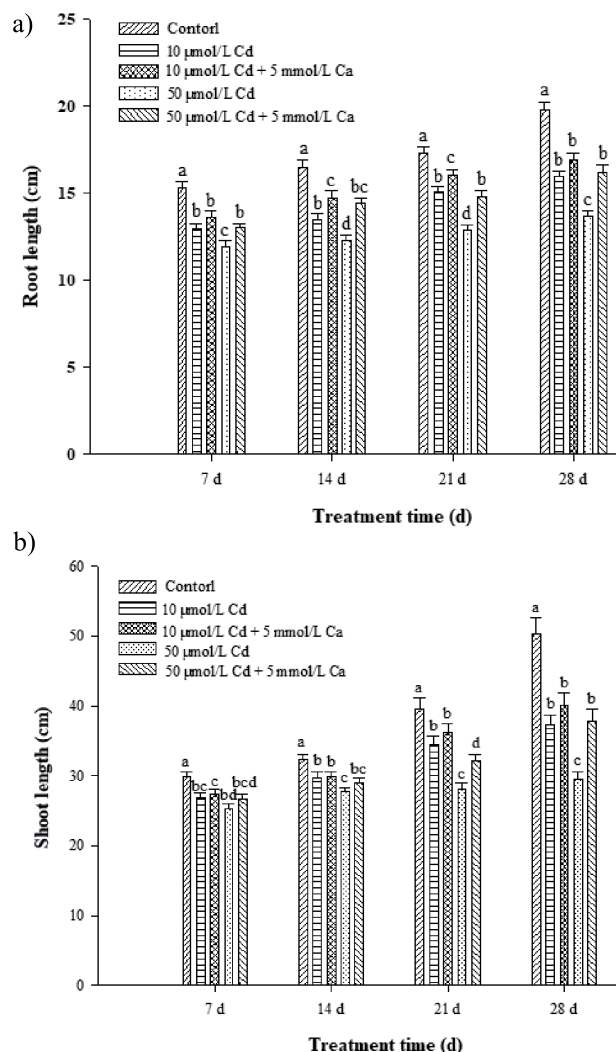 a)
25
20
15
10
5
0
Root length (cm)
Contorl
10 μmol/L Cd
10 μmol/L Cd + 5 mmol/L Ca
50 μmol/L Cd
50 μmol/L Cd + 5 mmol/L Ca
a b b c b
a b c d bc
a b c d b
a b b c b
7 d 14 d 21 d 28 d
Treatment time (d)
b)
60
50
40
30
20
10
0
Shoot length (cm)
Contorl
10 μmol/L Cd
10 μmol/L Cd + 5 mmol/L Ca
50 μmol/L Cd
50 μmol/L Cd + 5 mmol/L Ca
a bc c bd bcd
a b b c bc
a b b c d
a b b c b
7 d 14 d 21 d 28 d
Treatment time (d)